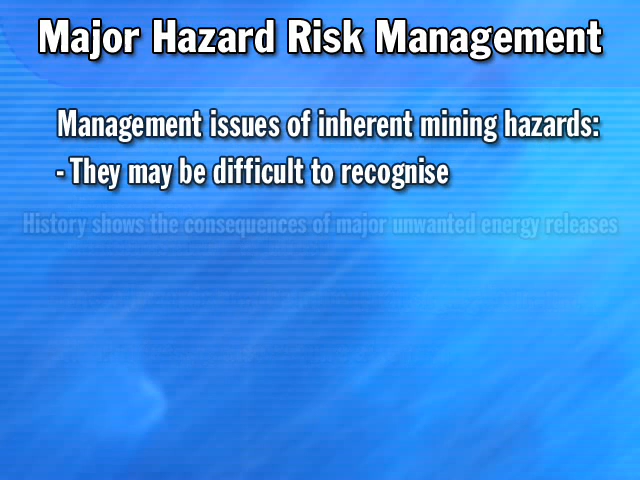 Major Hazard Risk Management
Management issues of inherent mining hazards:
- They may be difficult to recognise
History shows the consequences of major unwanted energy releases